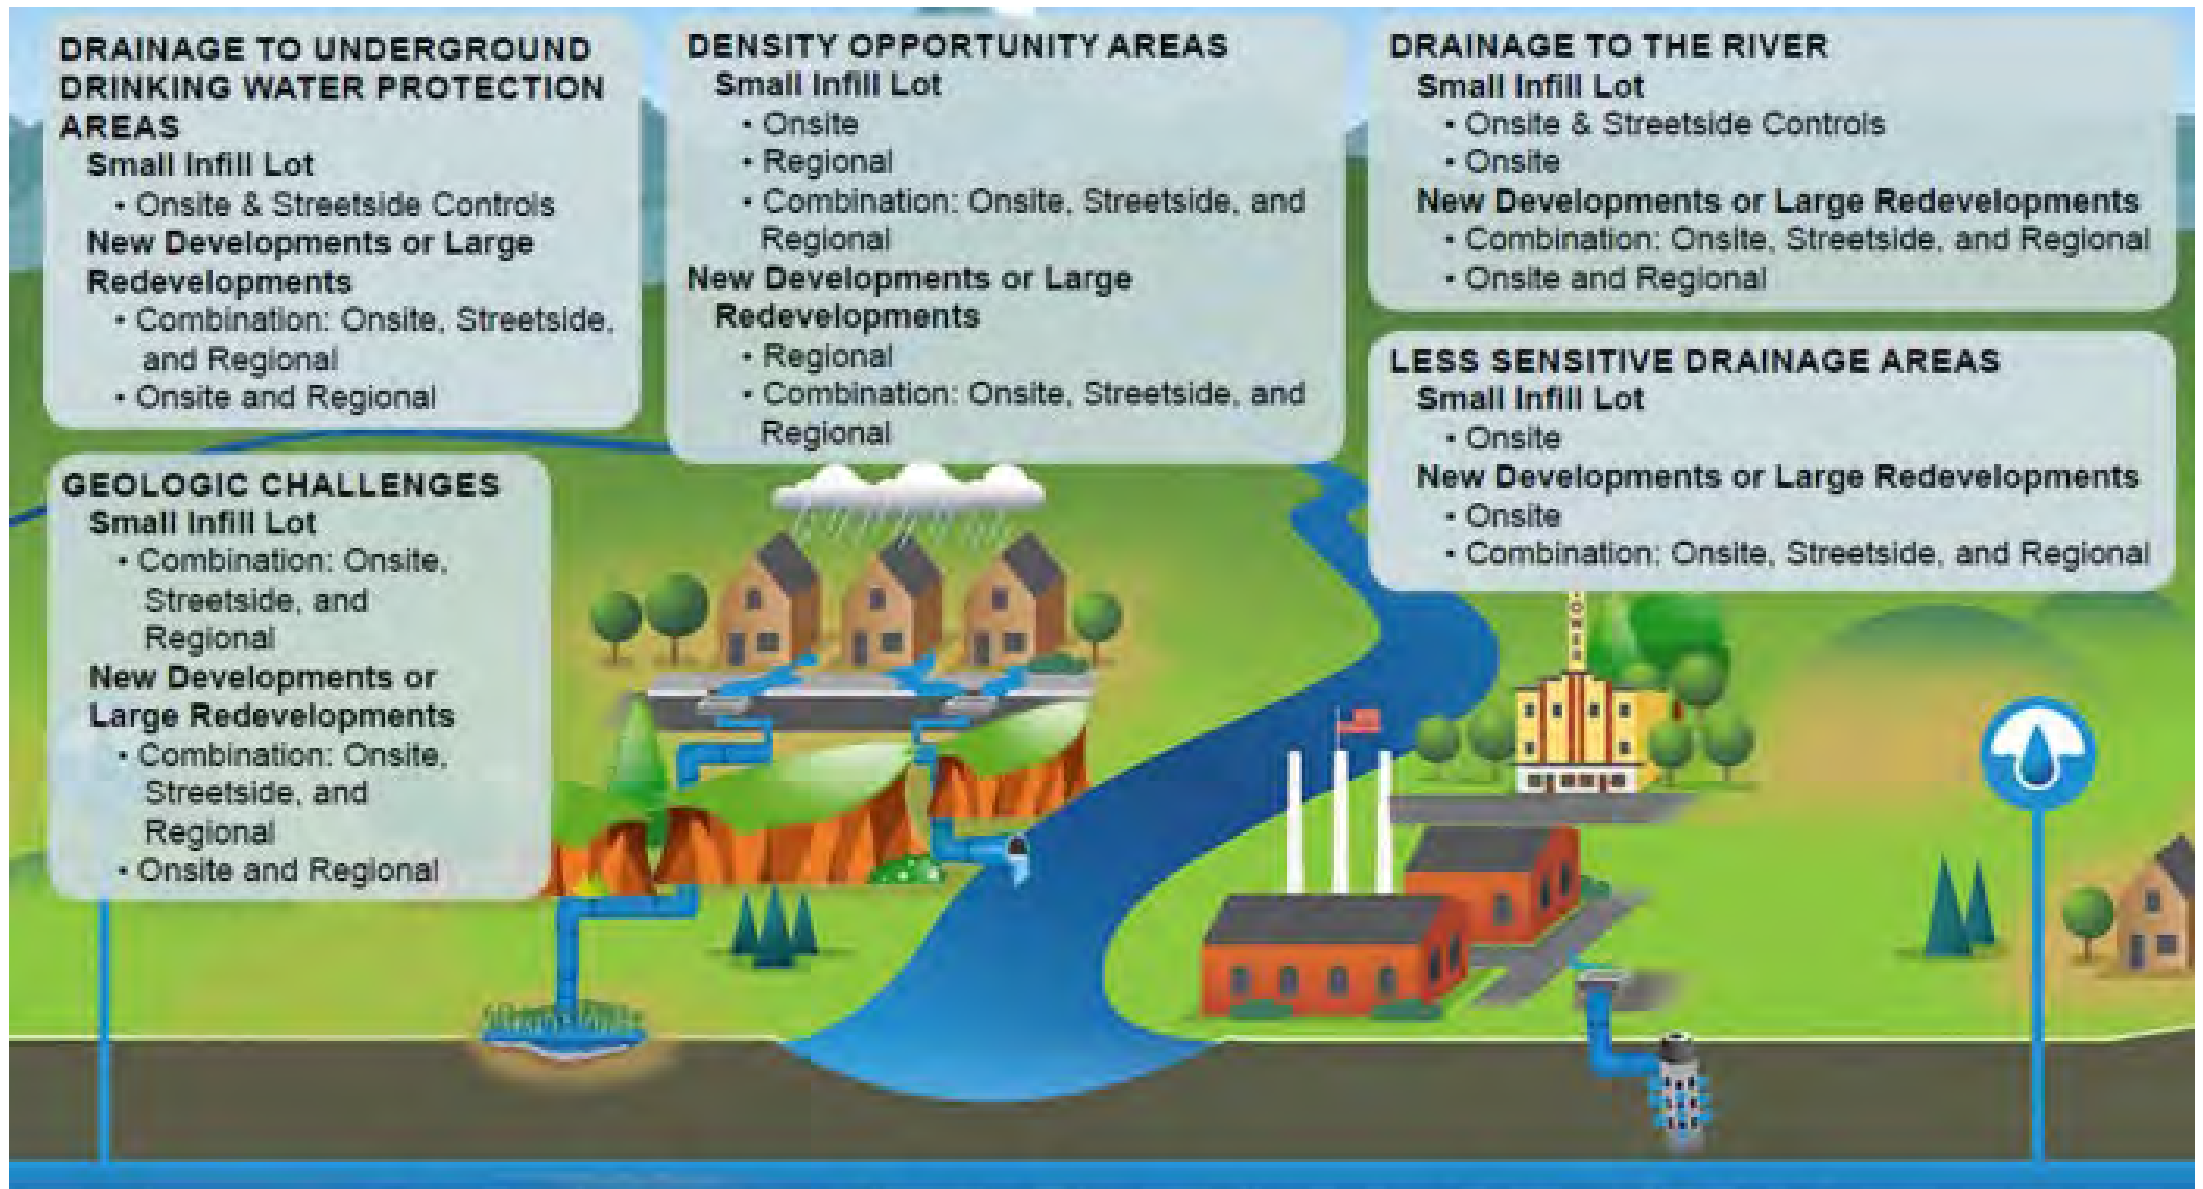 DRAINAGE TO UNDERGROUND
DRINKING WATER PROTECTION
AREAS
Small Infill Lot
• Onsite & Streetside Controls
New Developments or Large
Redevelopments
• Combination: Onsite, Streetside,
and Regional
• Onsite and Regional
GEOLOGIC CHALLENGES
Small Infill Lot
• Combination: Onsite,
Streetside, and
Regional
New Developments or
Large Redevelopments
• Combination: Onsite,
Streetside, and
Regional
• Onsite and Regional
DENSITY OPPORTUNITY AREAS
Small Infill Lot
• Onsite
• Regional
• Combination: Onsite, Streetside, and
Regional
New Developments or Large
Redevelopments
• Regional
• Combination: Onsite, Streetside, and
Regional
DRAINAGE TO THE RIVER
Small Infill Lot
• Onsite & Streetside Controls
• Onsite
New Developments or Large Redevelopments
• Combination: Onsite, Streetside, and Regional
• Onsite and Regional
LESS SENSITIVE DRAINAGE AREAS
Small Infill Lot
• Onsite
New Developments or Large Redevelopments
• Onsite
• Combination: Onsite, Streetside, and Regional